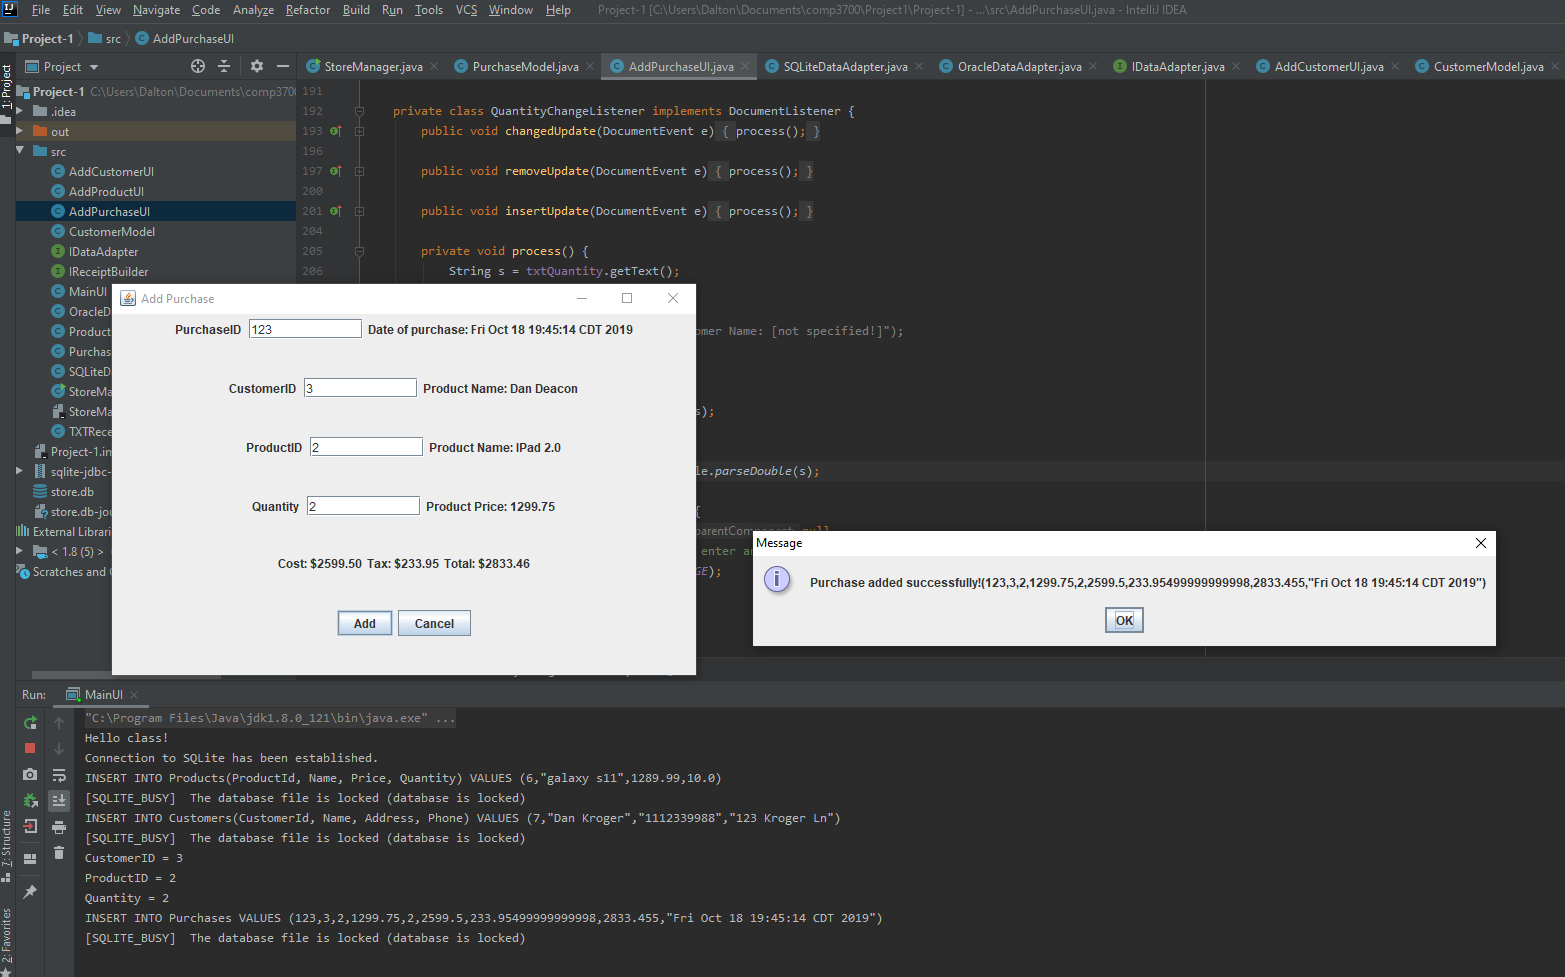 File Edit View Navigate Code Analyze Refactor Build Run Tools VCS Window Help Project-1 [C:\Users\Dalton\Documents\comp3700\Project1\Project-1] - ...\src\AddPurchaseUI.java - IntelliJ IDEA
Project-1 src AddPurchaseUI
Project StoreManager.java PurchaseModel.java AddPurchaseUI.java SQLiteDataAdapter.java OracleDataAdapter.java IDataAdapter.java AddCustomerUI.java CustomerModel.java
1: Project
Project-1 C:\Users\Dalton\Documents\comp370
.idea
out
src
AddCustomerUI
AddProductUI
AddPurchaseUI
CustomerModel
IDataAdapter
IReceiptBuilder
MainUI
OracleD
Product
Purchas
SQLiteD
StoreMa
StoreMa
TXTRece
Project-1.im
sqlite-jdbc-
store.db
store.db-jou
External Librari
< 1.8 (5) >
Scratches and
191
192 private class QuantityChangeListener implements DocumentListener {
193 public void changedUpdate(DocumentEvent e) { process(); }
196
197 public void removeUpdate(DocumentEvent e) { process(); }
200
201 public void insertUpdate(DocumentEvent e) { process(); }
204
205 private void process() {
206 String s = txtQuantity.getText();
omer Name: [not specified!]");
s);
le.parseDouble(s);
{
parentComponent: null
enter an
GE);
Add Purchase
PurchaseID 123 Date of purchase: Fri Oct 18 19:45:14 CDT 2019
CustomerID 3 Product Name: Dan Deacon
ProductID 2 Product Name: IPad 2.0
Quantity 2 Product Price: 1299.75
Cost: $2599.50 Tax: $233.95 Total: $2833.46
Add Cancel
Message
Purchase added successfully!(123,3,2,1299.75,2,2599.5,233.95499999999998,2833.455,"Fri Oct 18 19:45:14 CDT 2019")
OK
Run: MainUI
"C:\Program Files\Java\jdk1.8.0_121\bin\java.exe" ...
Hello class!
Connection to SQLite has been established.
INSERT INTO Products(ProductId, Name, Price, Quantity) VALUES (6,"galaxy s11",1289.99,10.0)
[SQLITE_BUSY] The database file is locked (database is locked)
INSERT INTO Customers(CustomerId, Name, Address, Phone) VALUES (7,"Dan Kroger","1112339988","123 Kroger Ln")
[SQLITE_BUSY] The database file is locked (database is locked)
CustomerID = 3
ProductID = 2
Quantity = 2
INSERT INTO Purchases VALUES (123,3,2,1299.75,2,2599.5,233.95499999999998,2833.455,"Fri Oct 18 19:45:14 CDT 2019")
[SQLITE_BUSY] The database file is locked (database is locked)
7: Structure
2: Favorites